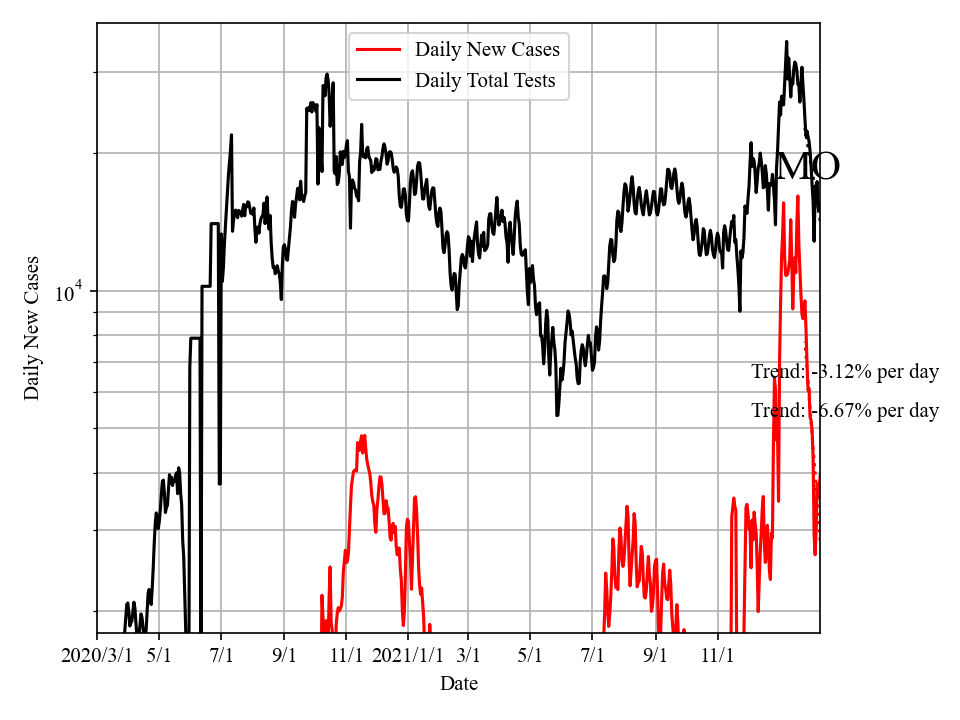 Daily New Cases
Daily Total Tests
MO
Daily New Cases
10^4
Trend: -3.12% per day
Trend: -6.67% per day
2020/3/1 5/1 7/1 9/1 11/1 2021/1/1 3/1 5/1 7/1 9/1 11/1
Date